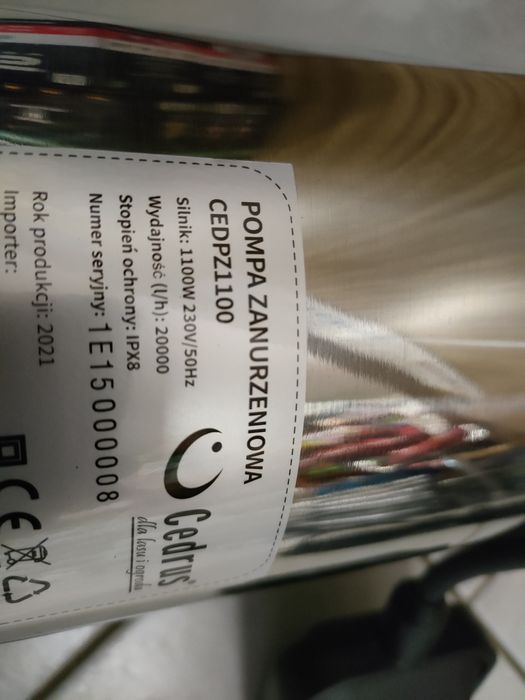 POMPA ZANURZENIOWA
CEDPZ1100
Silnik: 1100W 230V/50Hz
Wydajność (l/h): 20000
Stopień ochrony: IPX8
Numer seryjny: 1E15000008
Rok produkcji: 2021
Importer:
Cedrus®
dla lasu i ogrodu
CE